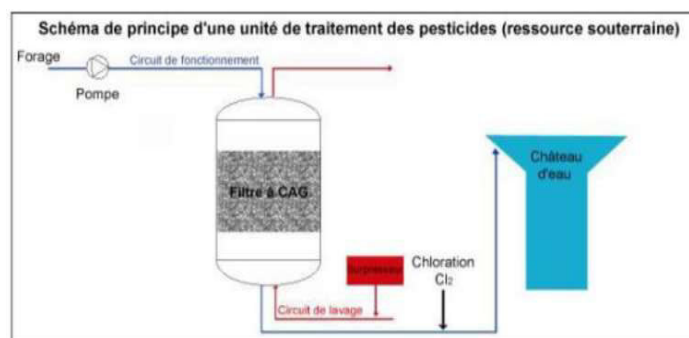 Schéma de principe d'une unité de traitement des pesticides (ressource souterraine)
Forage
Circuit de fonctionnement
Pompe
Château
d'eau
Filtre à CAG
Surpresseur
Chloration
Cl₂
Circuit de lavage